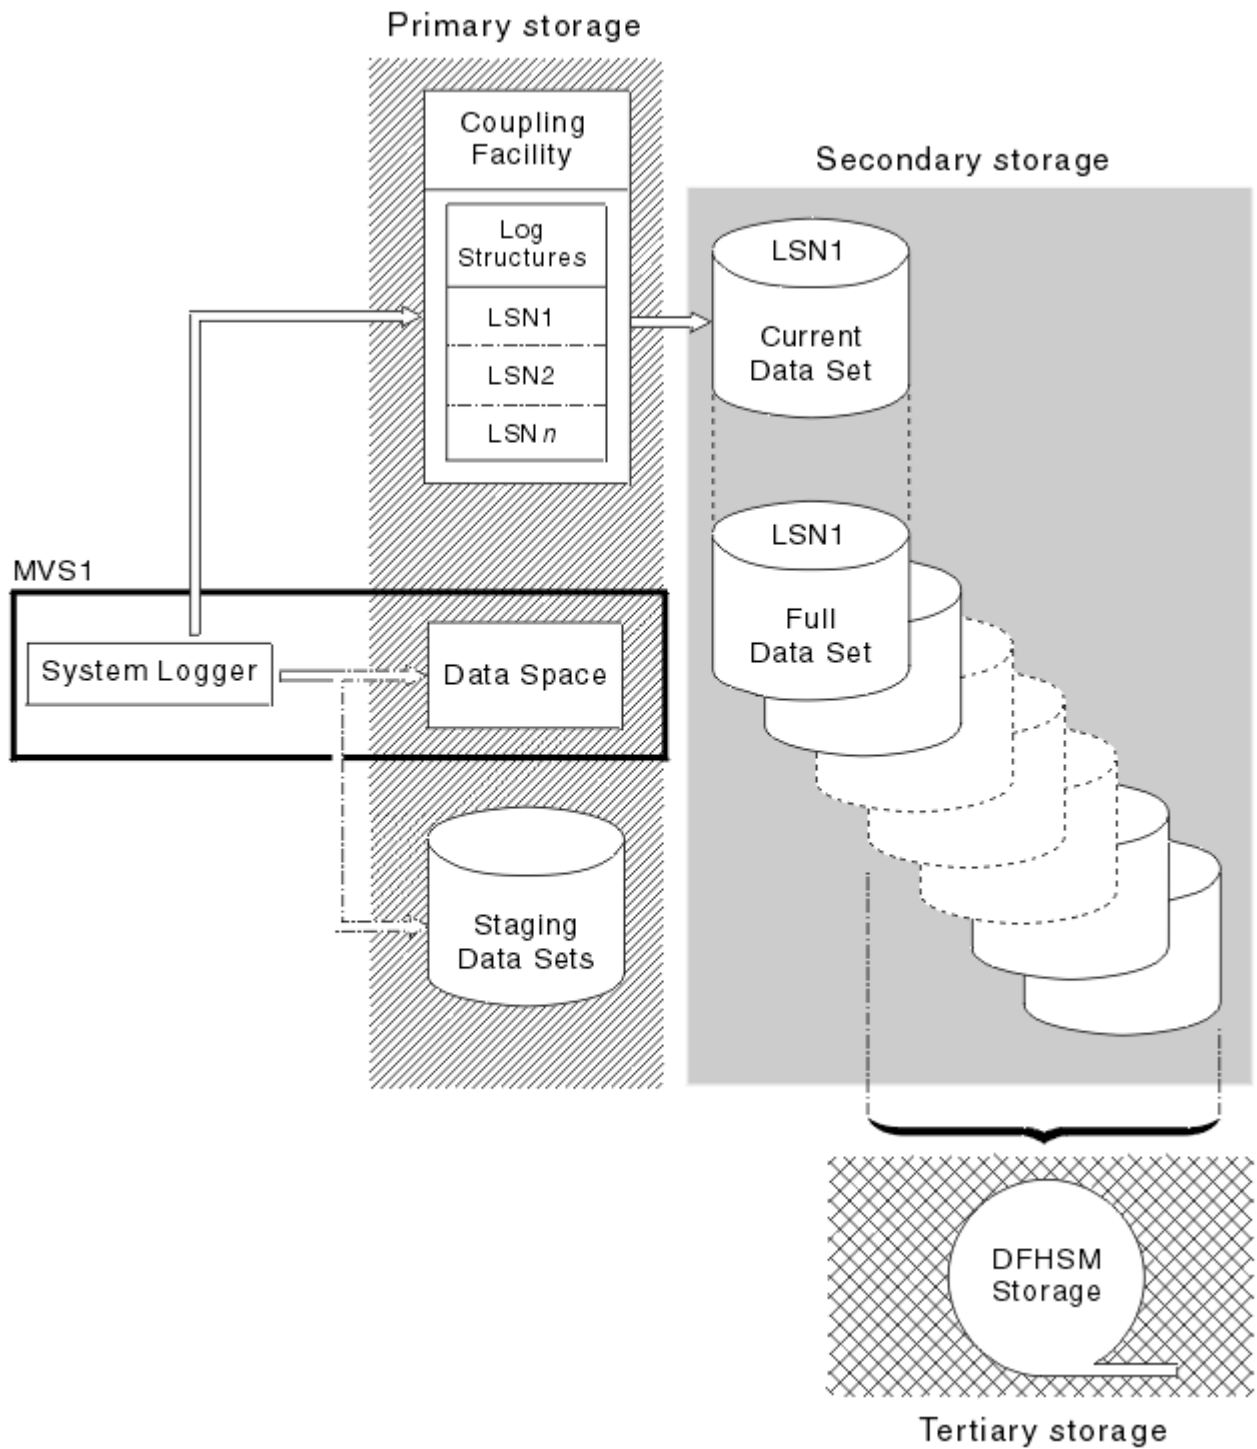 Primary storage
Coupling
Facility
Log
Structures
LSN1
LSN2
LSNn
Secondary storage
LSN1
Current
Data Set
LSN1
Full
Data Set
MVS1
System Logger
Data Space
Staging
Data Sets
DFHSM
Storage
Tertiary storage